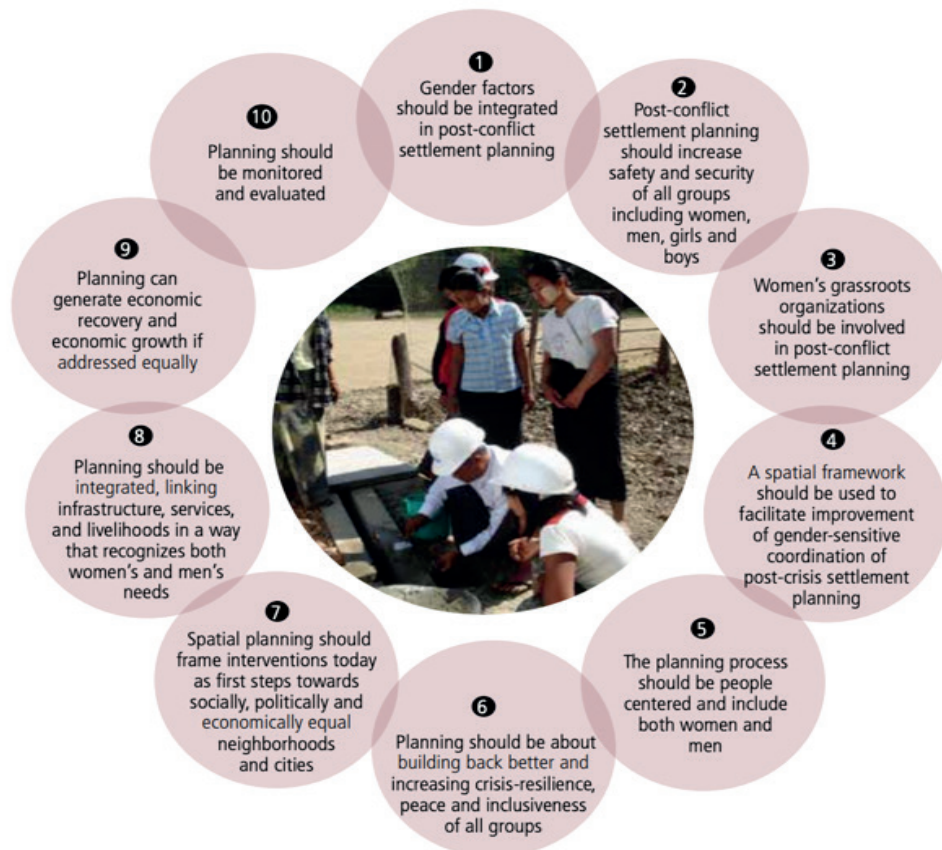 1
Gender factors
should be integrated
in post-conflict
settlement planning
2
Post-conflict
settlement planning
should increase
safety and security
of all groups
including women,
men, girls and
boys
3
Women's grassroots
organizations
should be involved
in post-conflict
settlement planning
4
A spatial framework
should be used to
facilitate improvement
of gender-sensitive
coordination of
post-crisis settlement
planning
5
The planning process
should be people
centered and include
both women and
men
6
Planning should be about
building back better and
increasing crisis-resilience,
peace and inclusiveness
of all groups
7
Spatial planning should
frame interventions today
as first steps towards
socially, politically and
economically equal
neighborhoods
and cities
8
Planning should be
integrated, linking
infrastructure, services,
and livelihoods in a way
that recognizes both
women's and men's
needs
9
Planning can
generate economic
recovery and
economic growth if
addressed equally
10
Planning should
be monitored
and evaluated